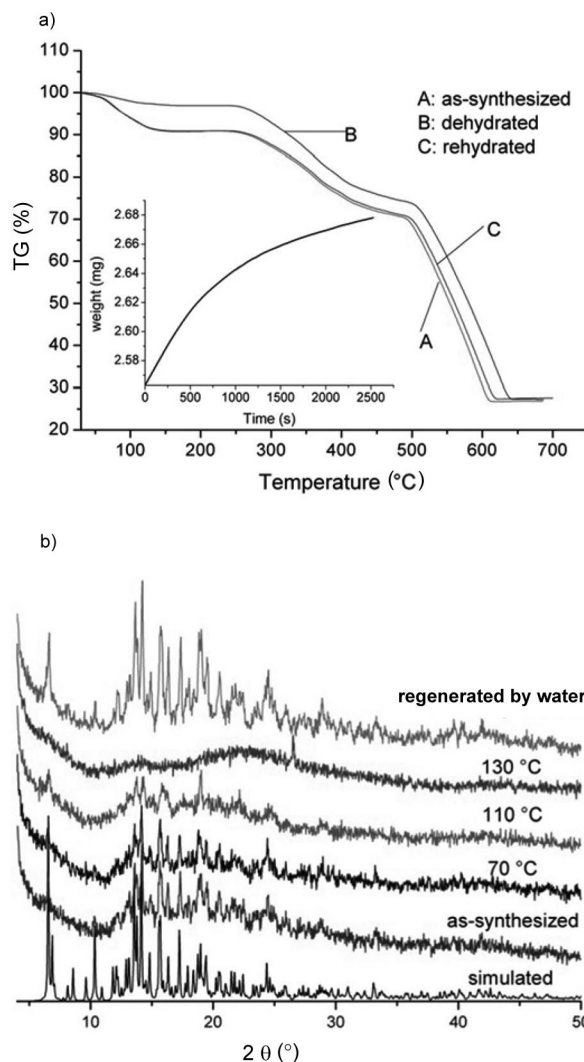 a)
110
100
90
80
70
60
50
40
30
20
TG (%)
A: as-synthesized
B: dehydrated
C: rehydrated
B
C
A
2.68
2.66
2.64
2.62
2.60
2.58
weight (mg)
0 500 1000 1500 2000 2500
Time (s)
100 200 300 400 500 600 700
Temperature (°C)
b)
regenerated by water
130 °C
110 °C
70 °C
as-synthesized
simulated
10 20 30 40 50
2 θ (°)